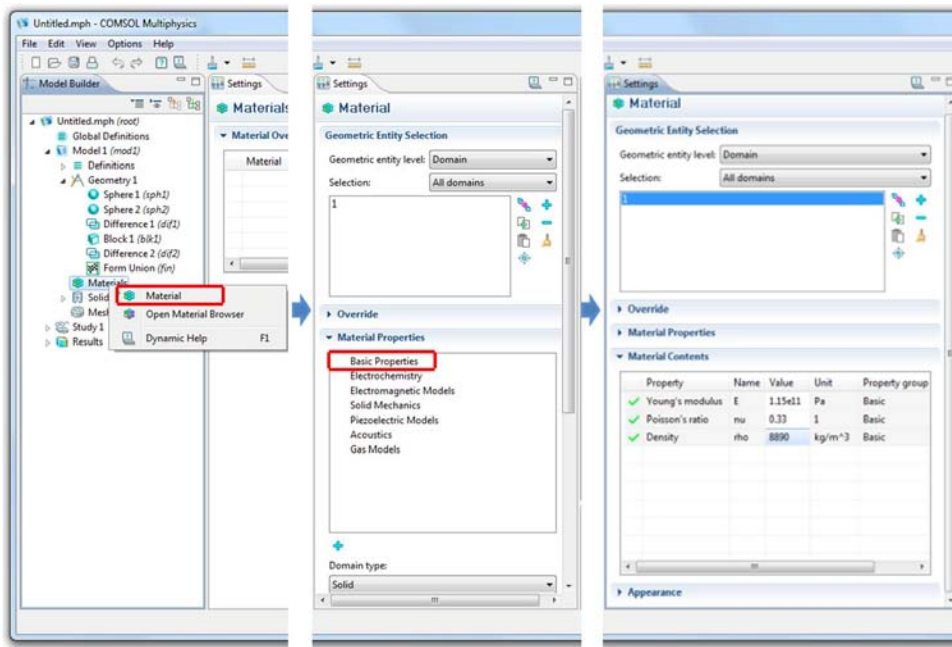 Untitled.mph - COMSOL Multiphysics
File Edit View Options Help
Model Builder
Untitled.mph (root)
Global Definitions
Model 1 (mod1)
Definitions
Geometry 1
Sphere 1 (sph1)
Sphere 2 (sph2)
Difference 1 (dif1)
Block 1 (blk1)
Difference 2 (dif2)
Form Union (fin)
Materials
Solid
Mesh
Study 1
Results
Material
Open Material Browser
Dynamic Help F1
Settings
Materials
Material Ove
Material
Settings
Material
Geometric Entity Selection
Geometric entity level: Domain
Selection: All domains
1
Override
Material Properties
Basic Properties
Electrochemistry
Electromagnetic Models
Solid Mechanics
Piezoelectric Models
Acoustics
Gas Models
Domain type:
Solid
Settings
Material
Geometric Entity Selection
Geometric entity level: Domain
Selection: All domains
1
Override
Material Properties
Material Contents
Property Name Value Unit Property group
Young's modulus E 1.15e11 Pa Basic
Poisson's ratio nu 0.33 1 Basic
Density rho 8890 kg/m^3 Basic
Appearance